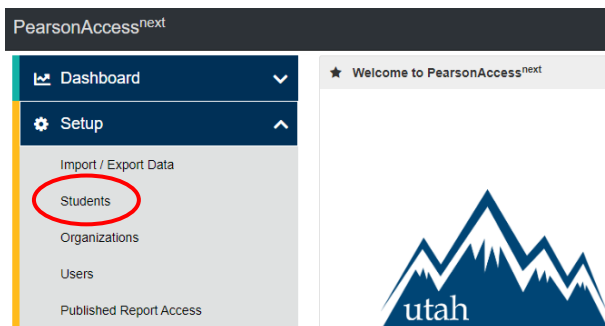 PearsonAccessnext
Dashboard
Setup
Import / Export Data
Students
Organizations
Users
Published Report Access
Welcome to PearsonAccessnext
utah